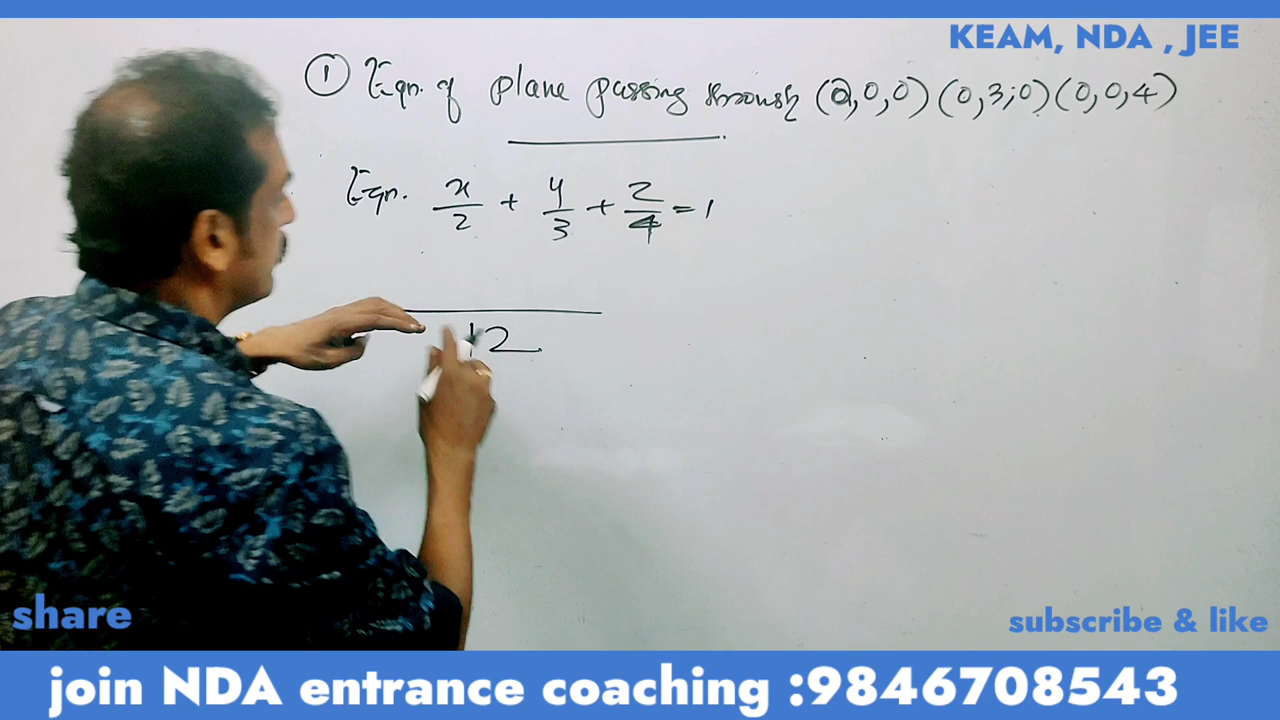 KEAM, NDA , JEE
① Eqn. of plane passing through (2,0,0) (0,3,0) (0,0,4)
Eqn. x/2 + y/3 + z/4 = 1
12
share
subscribe & like
join NDA entrance coaching :9846708543